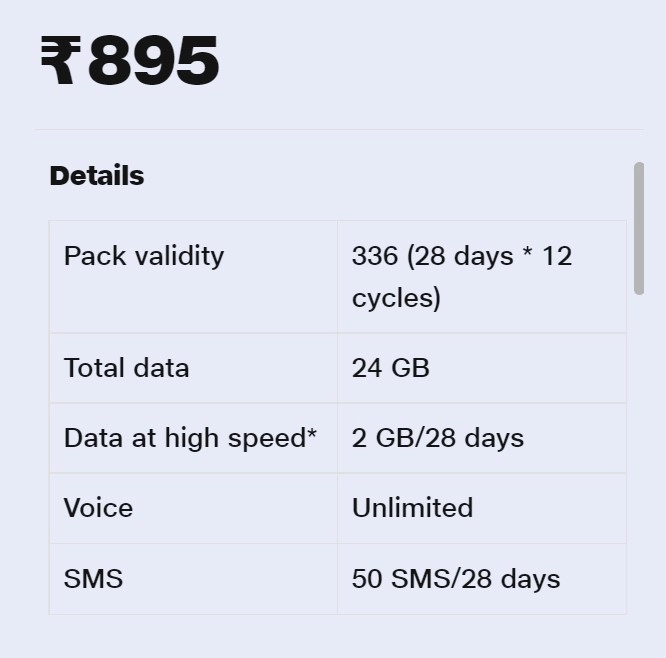 ₹895
Details
Pack validity
336 (28 days * 12
cycles)
Total data
24 GB
Data at high speed*
2 GB/28 days
Voice
Unlimited
SMS
50 SMS/28 days